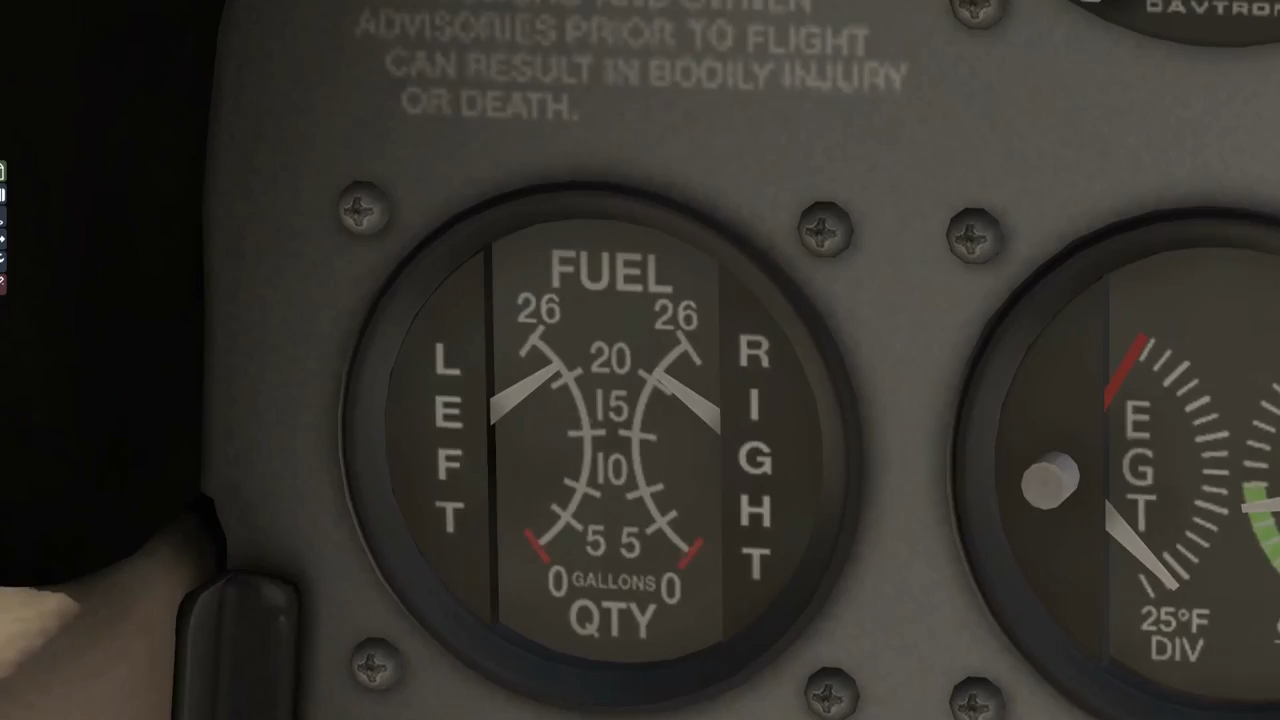 ADVISORIES PRIOR TO FLIGHT
CAN RESULT IN BODILY INJURY
OR DEATH.
FUEL
26 26
20
15
10
5 5
0 GALLONS 0
QTY
LEFT
RIGHT
EGT
25°F
DIV